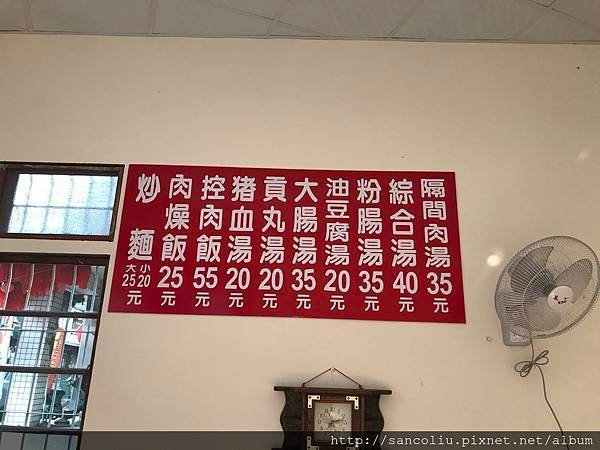 隔間肉湯35元
綜合湯40元
粉腸湯35元
油豆腐湯20元
大腸湯35元
貢丸湯20元
猪血湯20元
控肉飯55元
肉燥飯25元
炒麵 大25 小20 元
http://sancoliu.pixnet.net/album